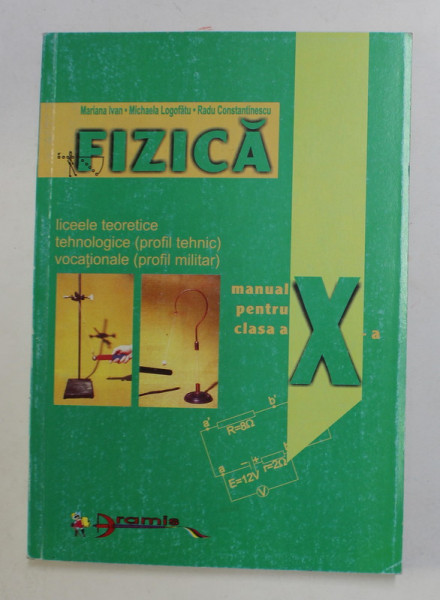 Mariana Ivan • Michaela Logofătu • Radu Constantinescu
FIZICĂ
liceele teoretice
tehnologice (profil tehnic)
vocaționale (profil militar)
manual
pentru
clasa a
X-a
a' b'
R=8Ω
a b
− +
r=2Ω
E=12V
V
Aramis